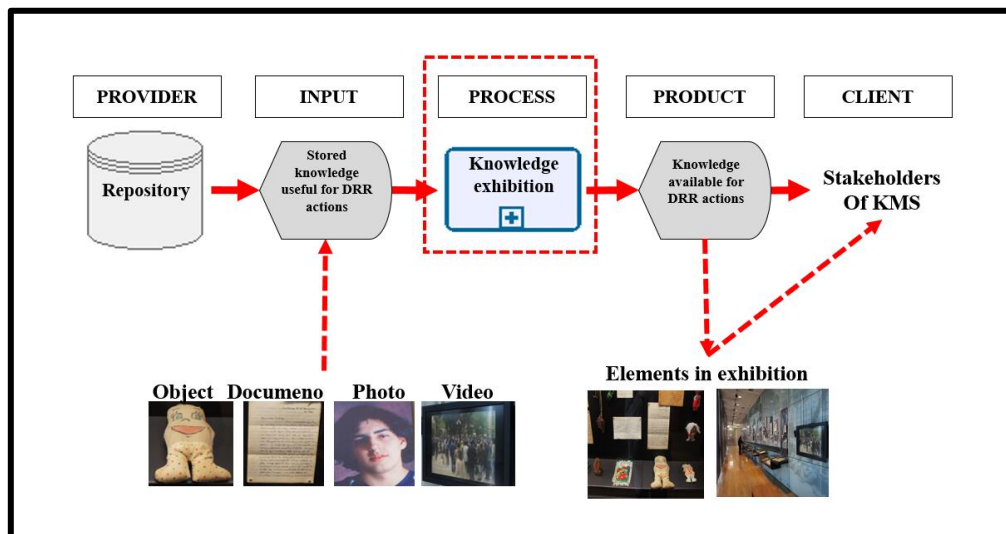 PROVIDER
INPUT
PROCESS
PRODUCT
CLIENT
Repository
Stored
knowledge
useful for DRR
actions
Knowledge
exhibition
Knowledge
available for
DRR actions
Stakeholders
Of KMS
Object
Documeno
Photo
Video
Elements in exhibition